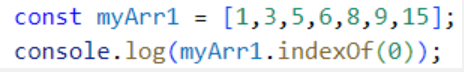 const myArr1 = [1,3,5,6,8,9,15];
console.log(myArr1.indexOf(0));